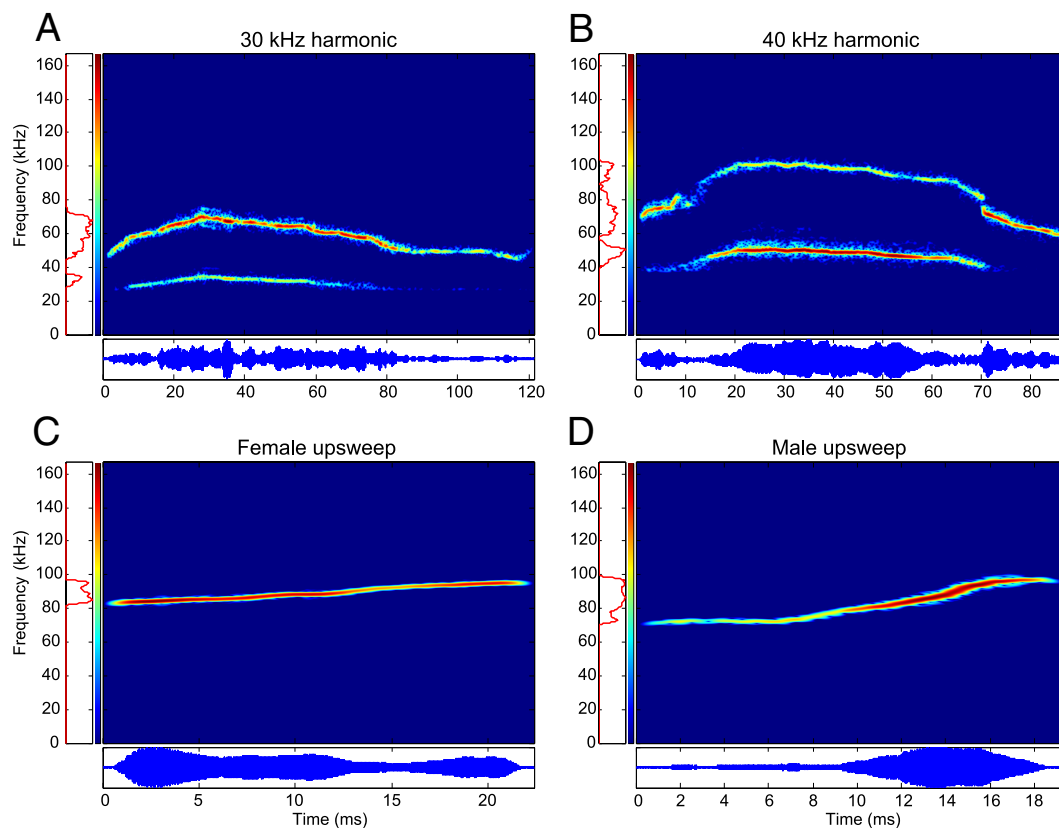 A
30 kHz harmonic
B
40 kHz harmonic
Frequency (kHz)
160
140
120
100
80
60
40
20
0
160
140
120
100
80
60
40
20
0
0 20 40 60 80 100 120
0 10 20 30 40 50 60 70 80
C
Female upsweep
D
Male upsweep
Frequency (kHz)
160
140
120
100
80
60
40
20
0
160
140
120
100
80
60
40
20
0
0 5 10 15 20
0 2 4 6 8 10 12 14 16 18
Time (ms)
Time (ms)